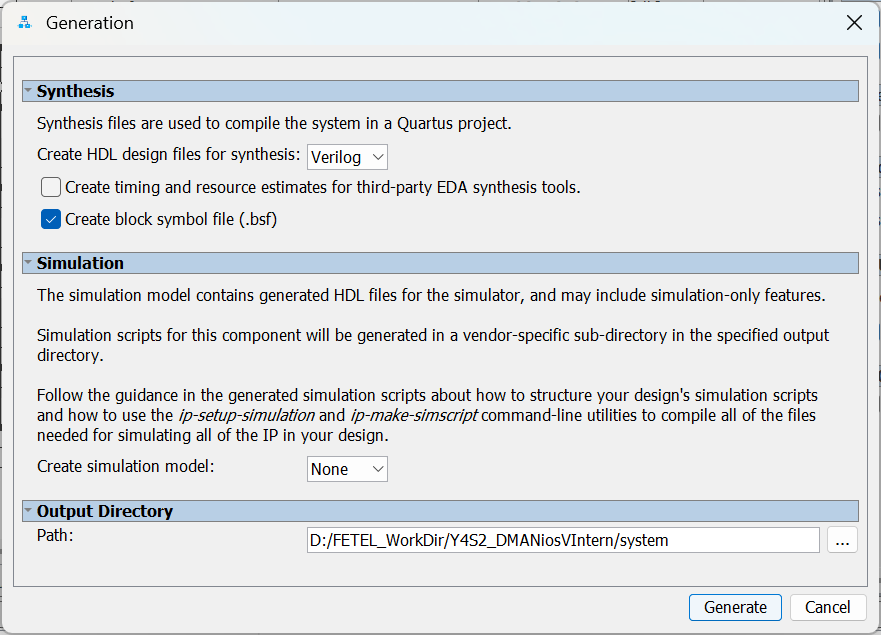 Generation
Synthesis
Synthesis files are used to compile the system in a Quartus project.
Create HDL design files for synthesis: Verilog
Create timing and resource estimates for third-party EDA synthesis tools.
Create block symbol file (.bsf)
Simulation
The simulation model contains generated HDL files for the simulator, and may include simulation-only features.
Simulation scripts for this component will be generated in a vendor-specific sub-directory in the specified output
directory.
Follow the guidance in the generated simulation scripts about how to structure your design's simulation scripts
and how to use the ip-setup-simulation and ip-make-simscript command-line utilities to compile all of the files
needed for simulating all of the IP in your design.
Create simulation model: None
Output Directory
Path: D:/FETEL_WorkDir/Y4S2_DMANiosVIntern/system ...
Generate Cancel